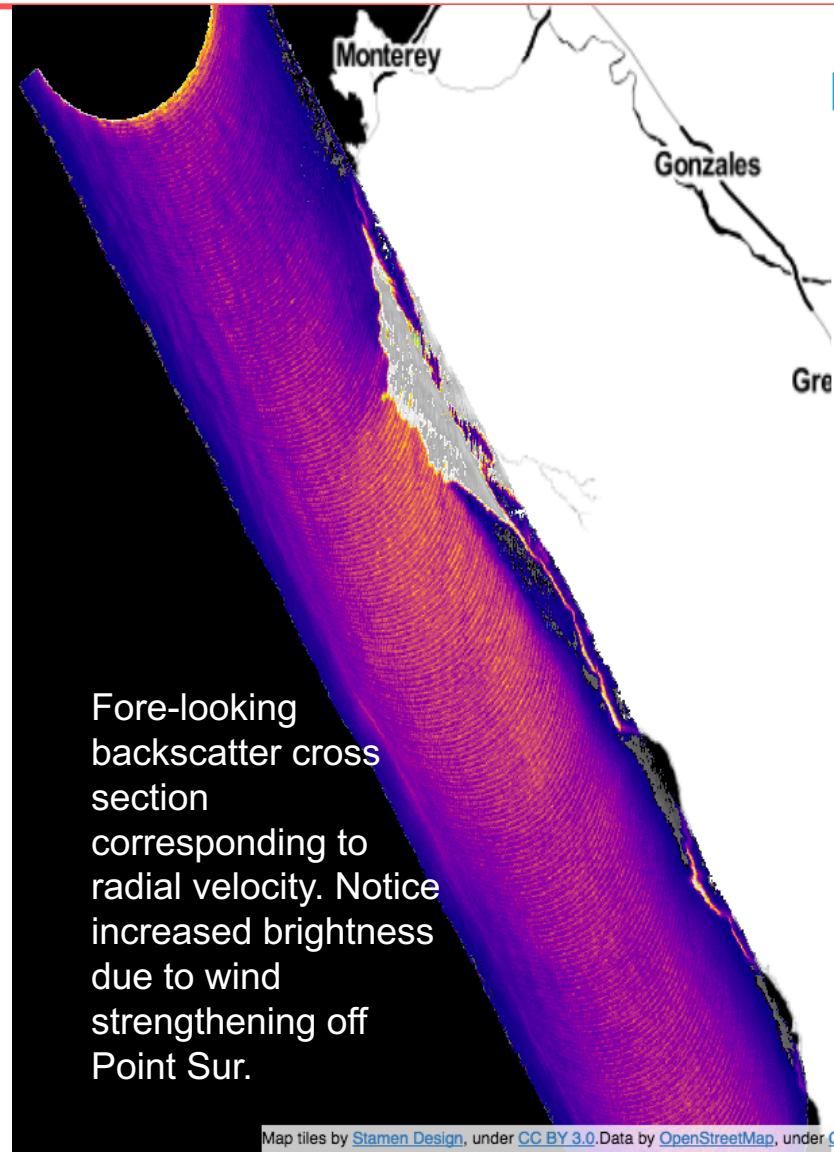 Monterey
Gonzales
Gre
Fore-looking
backscatter cross
section
corresponding to
radial velocity. Notice
increased brightness
due to wind
strengthening off
Point Sur.
Map tiles by Stamen Design, under CC BY 3.0.Data by OpenStreetMap, under